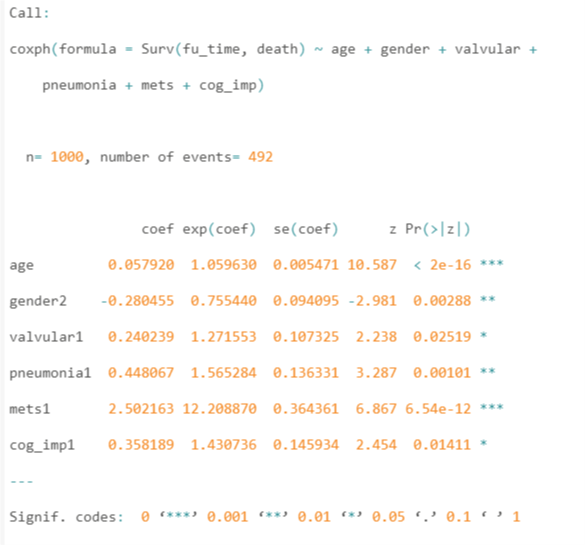 Call:
coxph(formula = Surv(fu_time, death) ~ age + gender + valvular +
    pneumonia + mets + cog_imp)
  n= 1000, number of events= 492
                coef exp(coef)  se(coef)      z Pr(>|z|)
age         0.057920  1.059630  0.005471 10.587  < 2e-16 ***
gender2    -0.280455  0.755440  0.094095 -2.981  0.00288 **
valvular1   0.240239  1.271553  0.107325  2.238  0.02519 *
pneumonia1  0.448067  1.565284  0.136331  3.287  0.00101 **
mets1       2.502163 12.208870  0.364361  6.867 6.54e-12 ***
cog_imp1    0.358189  1.430736  0.145934  2.454  0.01411 *
---
Signif. codes:  0 ‘***’ 0.001 ‘**’ 0.01 ‘*’ 0.05 ‘.’ 0.1 ‘ ’ 1